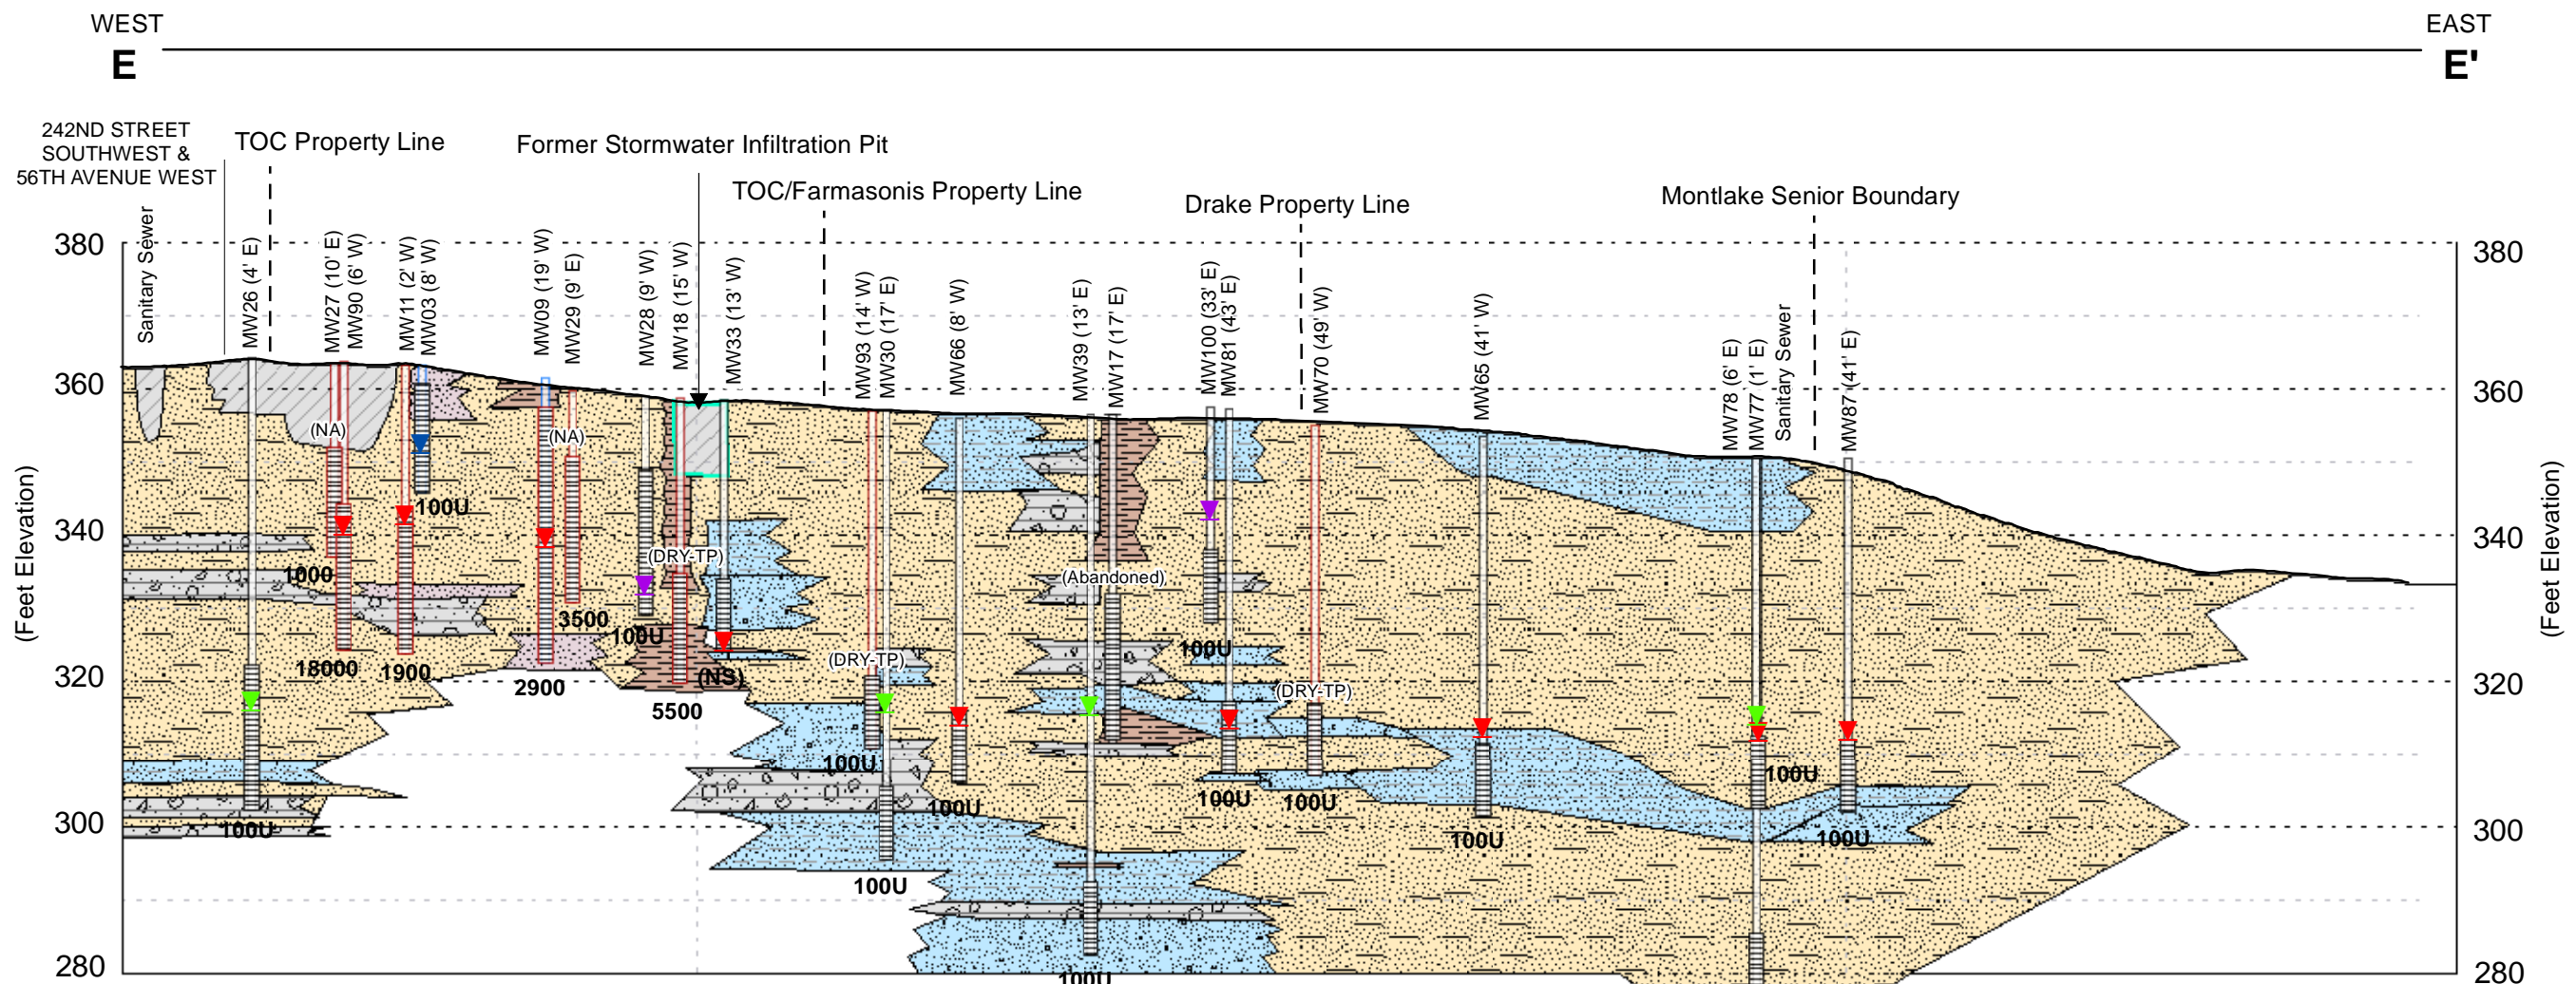 WEST
EAST
E
E'
242ND STREET
SOUTHWEST &
56TH AVENUE WEST
TOC Property Line
Former Stormwater Infiltration Pit
TOC/Farmasonis Property Line
Drake Property Line
Montlake Senior Boundary
Sanitary Sewer
MW26 (4' E)
MW27 (10' E)
MW90 (6' W)
MW11 (2' W)
MW03 (8' W)
MW09 (19' W)
MW29 (9' E)
MW28 (9' W)
MW18 (15' W)
MW33 (13' W)
MW93 (14' W)
MW30 (17' E)
MW66 (8' W)
MW39 (13' E)
MW17 (17' E)
MW100 (33' E)
MW81 (43' E)
MW70 (49' W)
MW65 (41' W)
MW78 (6' E)
MW77 (1' E)
Sanitary Sewer
MW87 (41' E)
380
360
340
320
300
280
(Feet Elevation)
380
360
340
320
300
280
(Feet Elevation)
(NA)
(NA)
100U
(DRY-TP)
1000
(Abandoned)
3500
100U
100U
18000
1900
2900
(NS)
5500
(DRY-TP)
(DRY-TP)
100U
100U
100U
100U
100U
100U
100U
100U
100U
100U